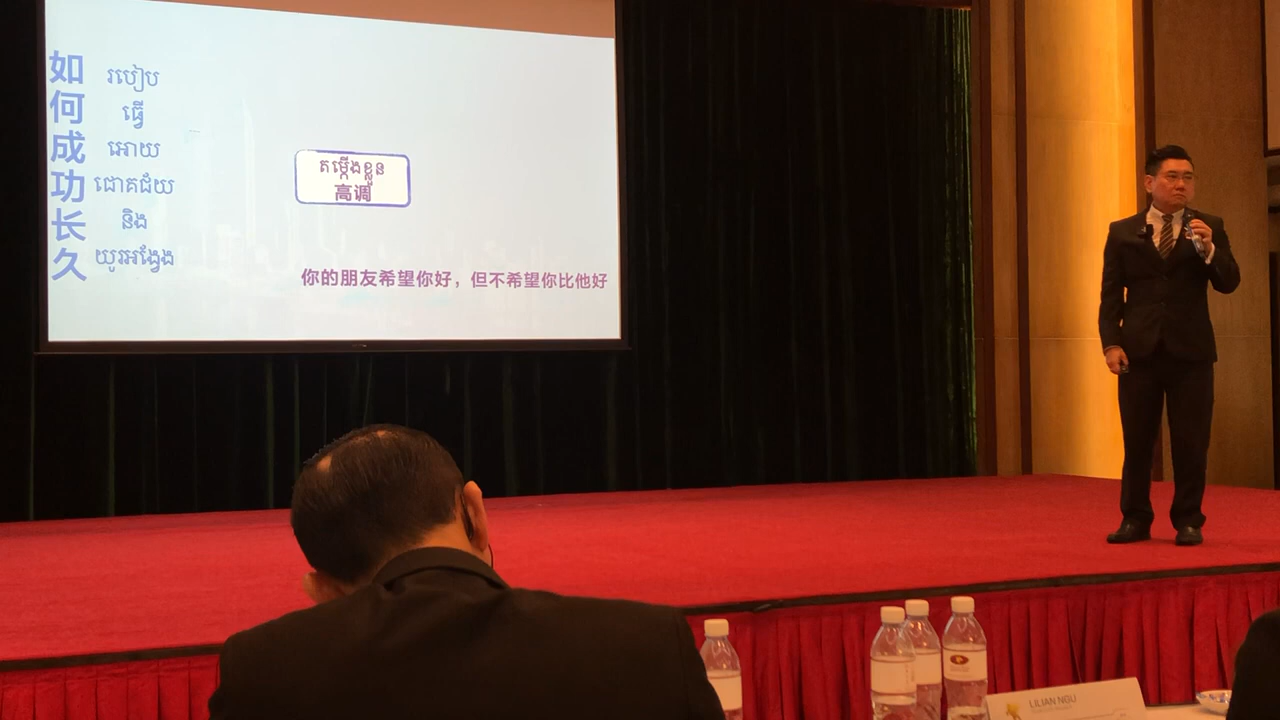 如何成功长久
របៀប
ធ្វើ
អោយ
ជោគជ័យ
និង
យូរអង្វែង
តម្កើងខ្លួន
高调
你的朋友希望你好，但不希望你比他好
LILIAN NGU